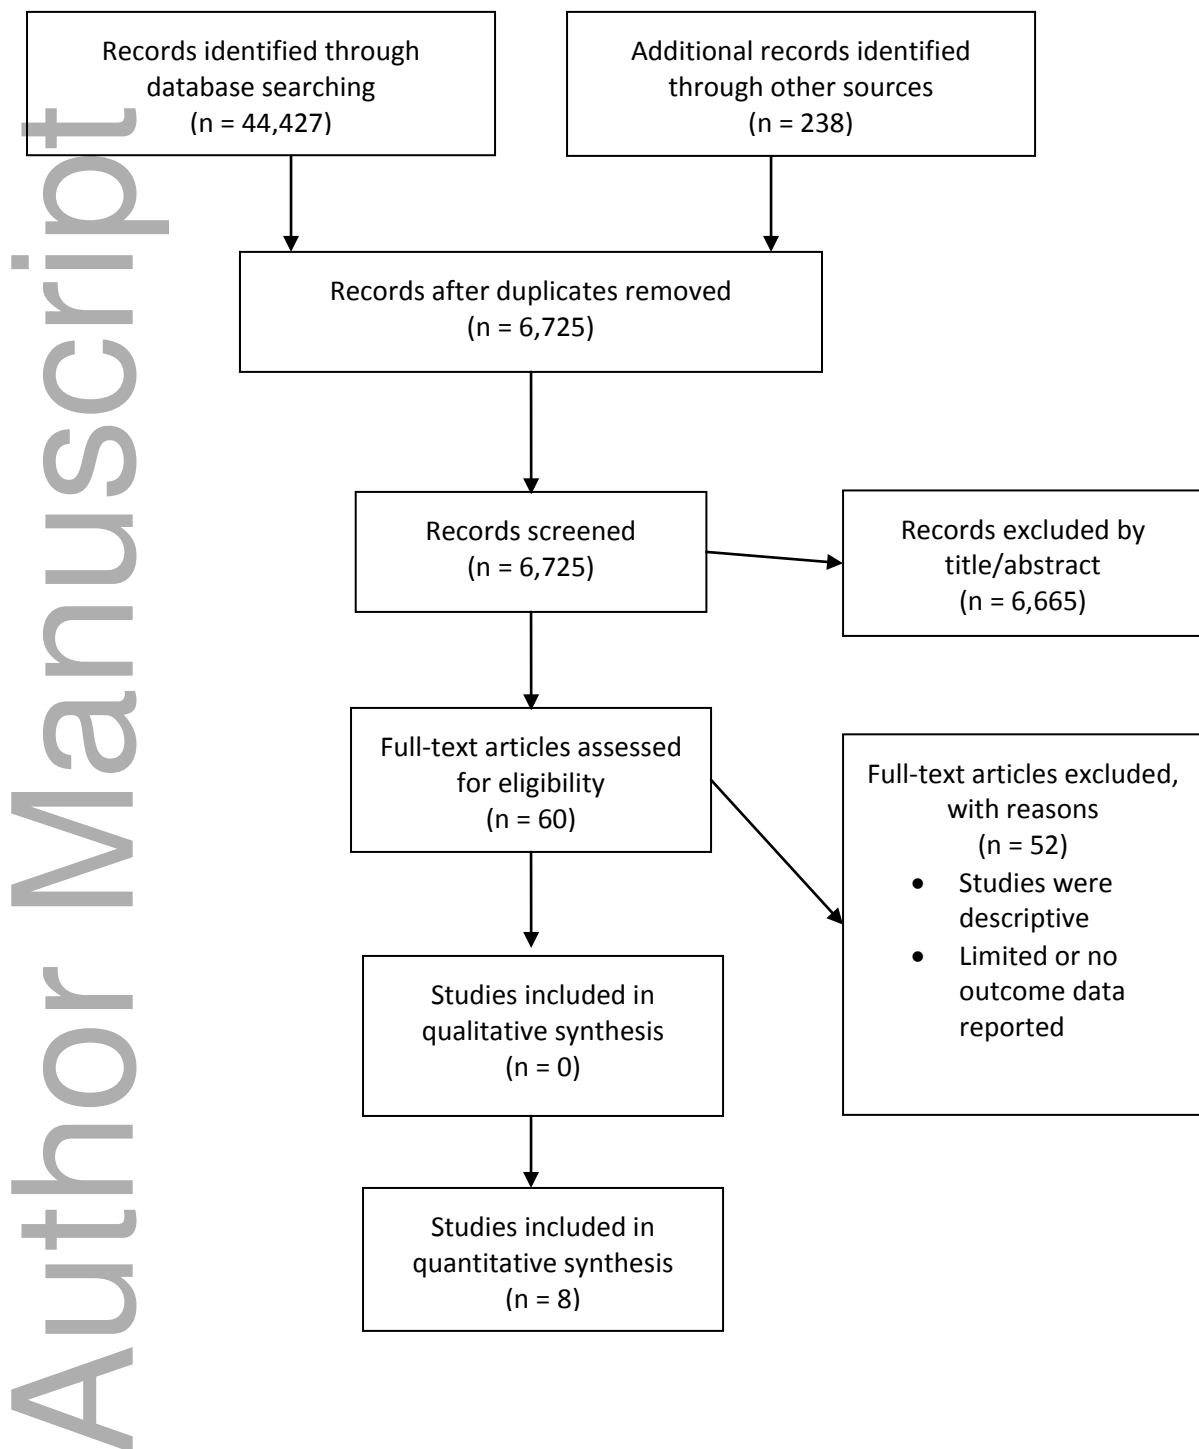 Records identified through
database searching
(n = 44,427)
Additional records identified
through other sources
(n = 238)
Records after duplicates removed
(n = 6,725)
Records screened
(n = 6,725)
Records excluded by
title/abstract
(n = 6,665)
Full-text articles assessed
for eligibility
(n = 60)
Full-text articles excluded,
with reasons
(n = 52)
• Studies were
descriptive
• Limited or no
outcome data
reported
Studies included in
qualitative synthesis
(n = 0)
Studies included in
quantitative synthesis
(n = 8)
Author Manuscript